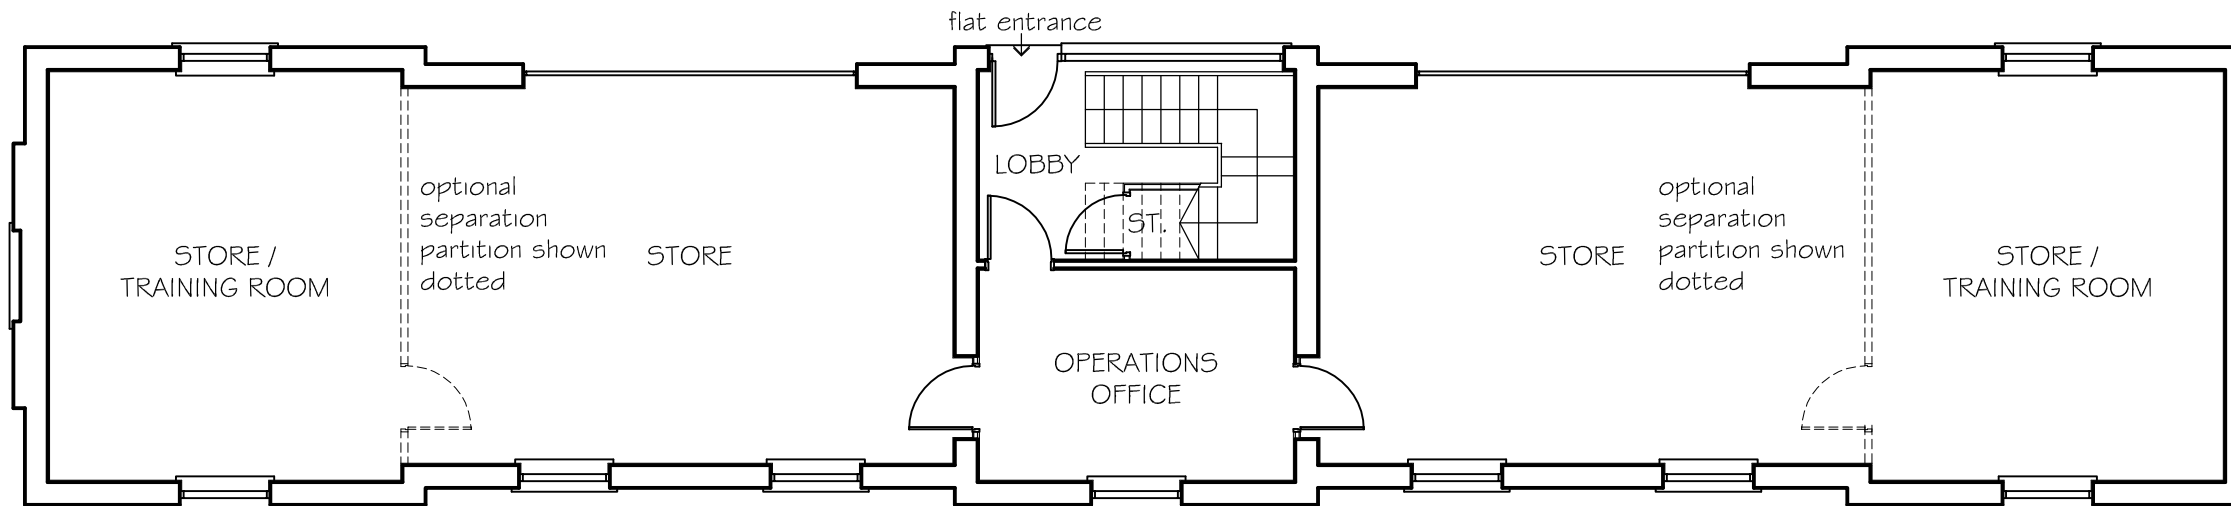 flat entrance
LOBBY
ST.
optional
separation
partition shown
dotted
STORE /
TRAINING ROOM
STORE
OPERATIONS
OFFICE
STORE
optional
separation
partition shown
dotted
STORE /
TRAINING ROOM